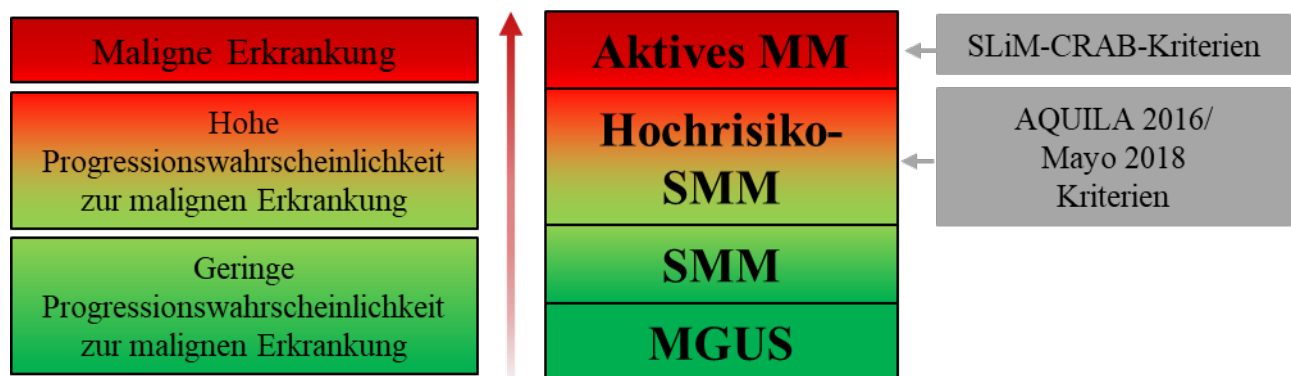 Maligne Erkrankung
Hohe
Progressionswahrscheinlichkeit
zur malignen Erkrankung
Geringe
Progressionswahrscheinlichkeit
zur malignen Erkrankung
Aktives MM
Hochrisiko-
SMM
SMM
MGUS
SLiM-CRAB-Kriterien
AQUILA 2016/
Mayo 2018
Kriterien